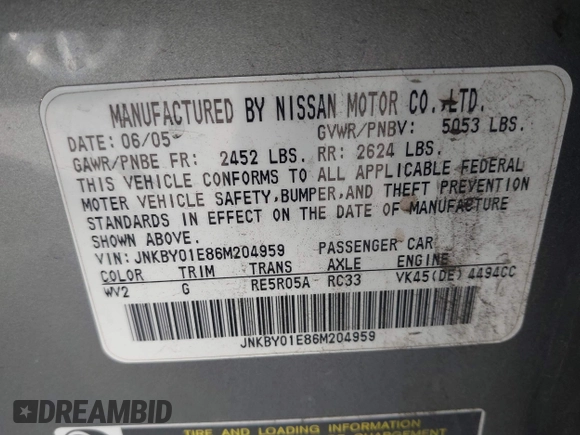 MANUFACTURED BY NISSAN MOTOR CO.,LTD.
DATE: 06/05 GVWR/PNBV: 5053 LBS.
GAWR/PNBE FR: 2452 LBS. RR: 2624 LBS.
THIS VEHICLE CONFORMS TO ALL APPLICABLE FEDERAL
MOTOR VEHICLE SAFETY,BUMPER,AND THEFT PREVENTION
STANDARDS IN EFFECT ON THE DATE OF MANUFACTURE
SHOWN ABOVE.
VIN: JNKBY01E86M204959 PASSENGER CAR
COLOR TRIM TRANS AXLE ENGINE
WV2 G RE5R05A RC33 VK45(DE) 4494CC
JNKBY01E86M204959
DREAMBID
TIRE AND LOADING INFORMATION